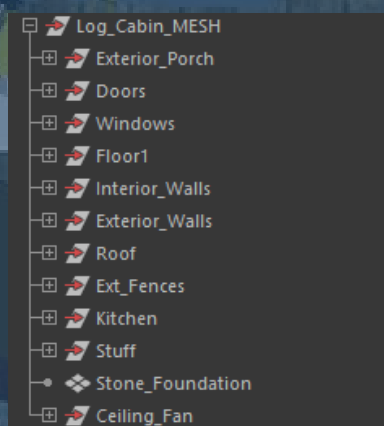 Log_Cabin_MESH
Exterior_Porch
Doors
Windows
Floor1
Interior_Walls
Exterior_Walls
Roof
Ext_Fences
Kitchen
Stuff
Stone_Foundation
Ceiling_Fan